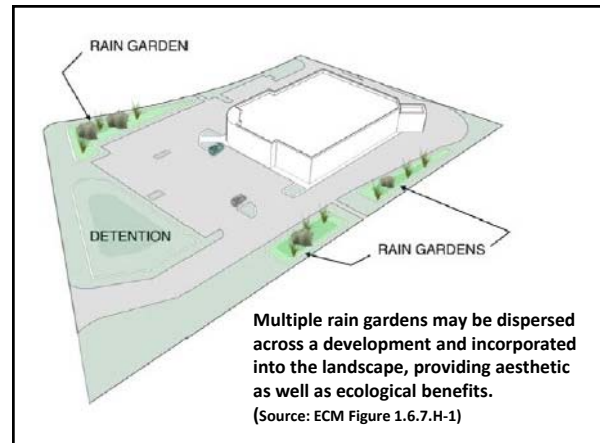 RAIN GARDEN
DETENTION
RAIN GARDENS
Multiple rain gardens may be dispersed
across a development and incorporated
into the landscape, providing aesthetic
as well as ecological benefits.
(Source: ECM Figure 1.6.7.H-1)